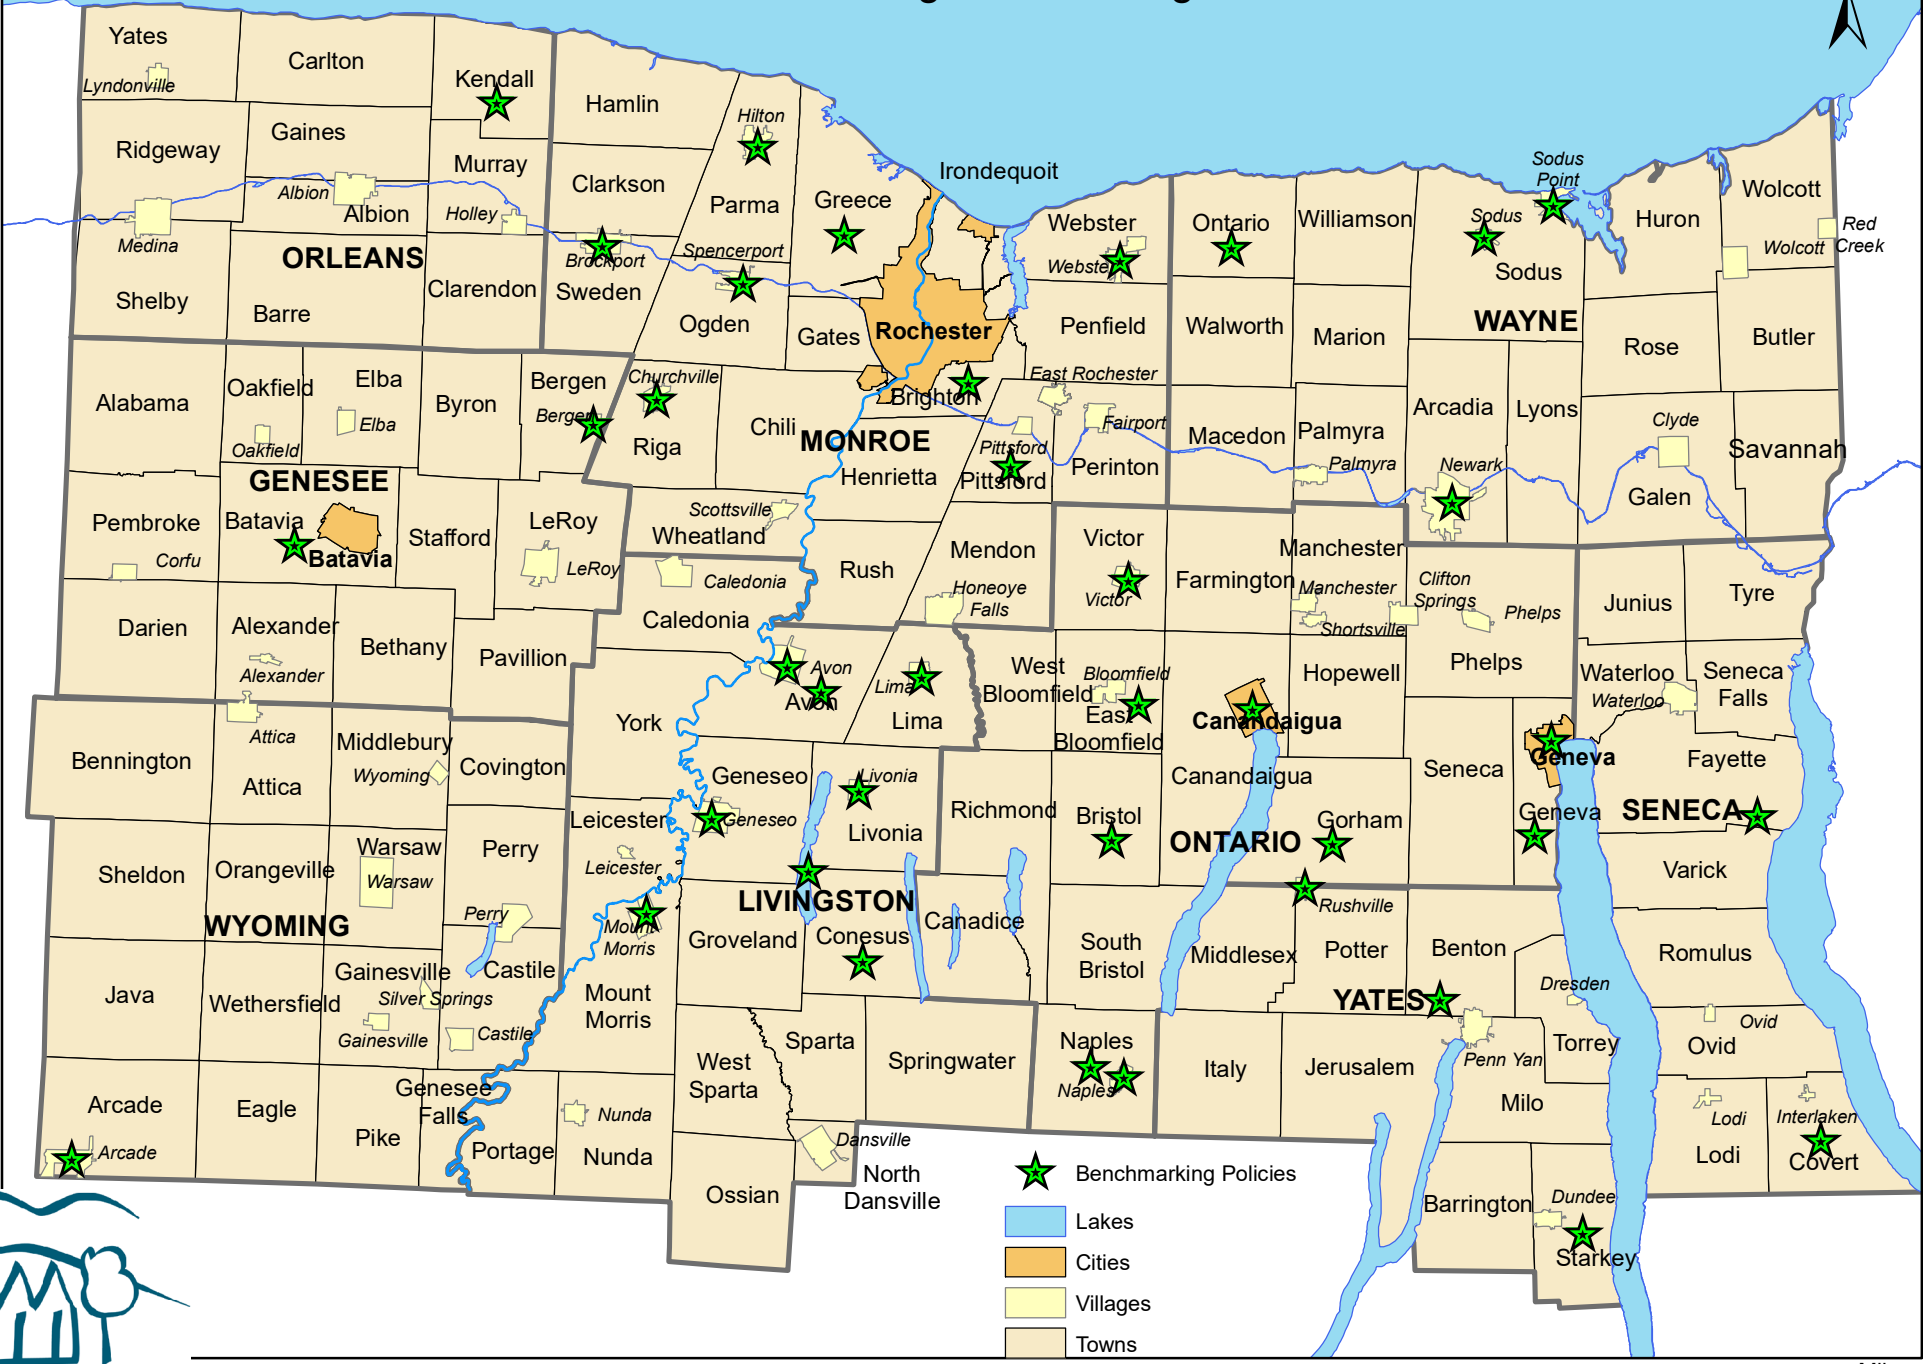 Yates
Lyndonville
Carlton
Kendall
Hamlin
Hilton
Ridgeway
Gaines
Murray
Clarkson
Albion
Albion
Holley
Medina
Parma
Greece
Irondequoit
Webster
Webster
Ontario
Williamson
Sodus
Point
Sodus
Sodus
Huron
Wolcott
Wolcott
Red
Creek
ORLEANS
Brockport
Spencerport
Shelby
Barre
Clarendon
Sweden
Ogden
Gates
Rochester
Penfield
Walworth
Marion
WAYNE
Rose
Butler
Alabama
Oakfield
Oakfield
Elba
Elba
Byron
Bergen
Bergen
Churchville
Riga
Chili
MONROE
Brighton
East Rochester
Fairport
Henrietta
Pittsford
Pittsford
Perinton
Macedon
Palmyra
Palmyra
Arcadia
Lyons
Newark
Clyde
Savannah
Galen
GENESEE
Pembroke
Corfu
Batavia
Batavia
Stafford
LeRoy
LeRoy
Scottsville
Wheatland
Rush
Mendon
Honeoye
Falls
Victor
Victor
Farmington
Manchester
Manchester
Shortsville
Clifton
Springs
Phelps
Phelps
Junius
Tyre
Darien
Alexander
Alexander
Bethany
Pavillion
Caledonia
Caledonia
Avon
Avon
Lima
Lima
West
Bloomfield
Bloomfield
East
Bloomfield
Canandaigua
Canandaigua
Hopewell
Waterloo
Waterloo
Seneca
Falls
Bennington
Attica
Attica
Middlebury
Wyoming
Covington
York
Geneseo
Geneseo
Livonia
Livonia
Richmond
Bristol
ONTARIO
Gorham
Seneca
Geneva
Geneva
Fayette
SENECA
Varick
Sheldon
Orangeville
Warsaw
Warsaw
Perry
Perry
Leicester
Leicester
WYOMING
Mount
Morris
LIVINGSTON
Groveland
Conesus
Canadice
South
Bristol
Middlesex
Rushville
Potter
Benton
Romulus
Java
Wethersfield
Gainesville
Silver Springs
Gainesville
Castile
Castile
Mount
Morris
YATES
Dresden
Penn Yan
Torrey
Ovid
Ovid
West
Sparta
Sparta
Springwater
Naples
Naples
Italy
Jerusalem
Milo
Arcade
Arcade
Eagle
Pike
Genesee
Falls
Portage
Nunda
Nunda
Ossian
Dansville
North
Dansville
Lodi
Lodi
Interlaken
Covert
Barrington
Dundee
Starkey
Benchmarking Policies
Lakes
Cities
Villages
Towns